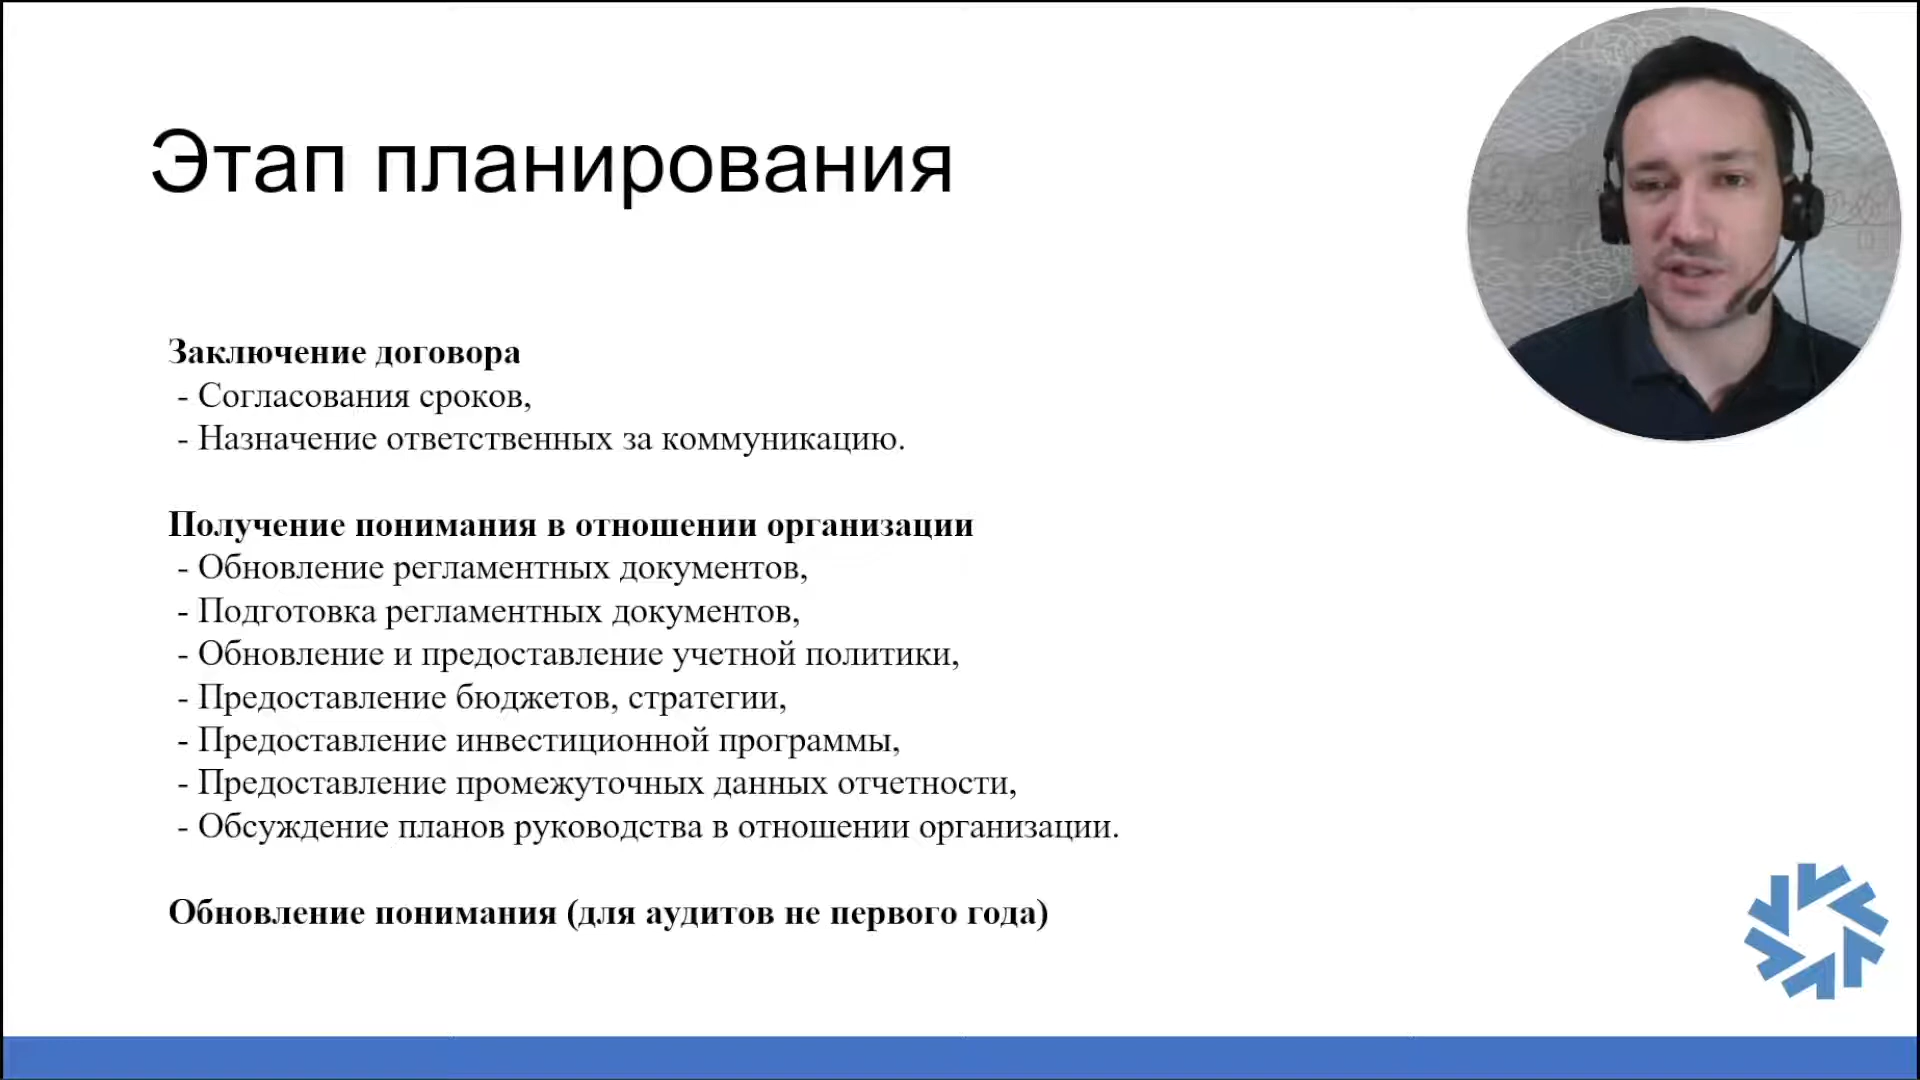 Этап планирования
Заключение договора
- Согласования сроков,
- Назначение ответственных за коммуникацию.
Получение понимания в отношении организации
- Обновление регламентных документов,
- Подготовка регламентных документов,
- Обновление и предоставление учетной политики,
- Предоставление бюджетов, стратегии,
- Предоставление инвестиционной программы,
- Предоставление промежуточных данных отчетности,
- Обсуждение планов руководства в отношении организации.
Обновление понимания (для аудитов не первого года)